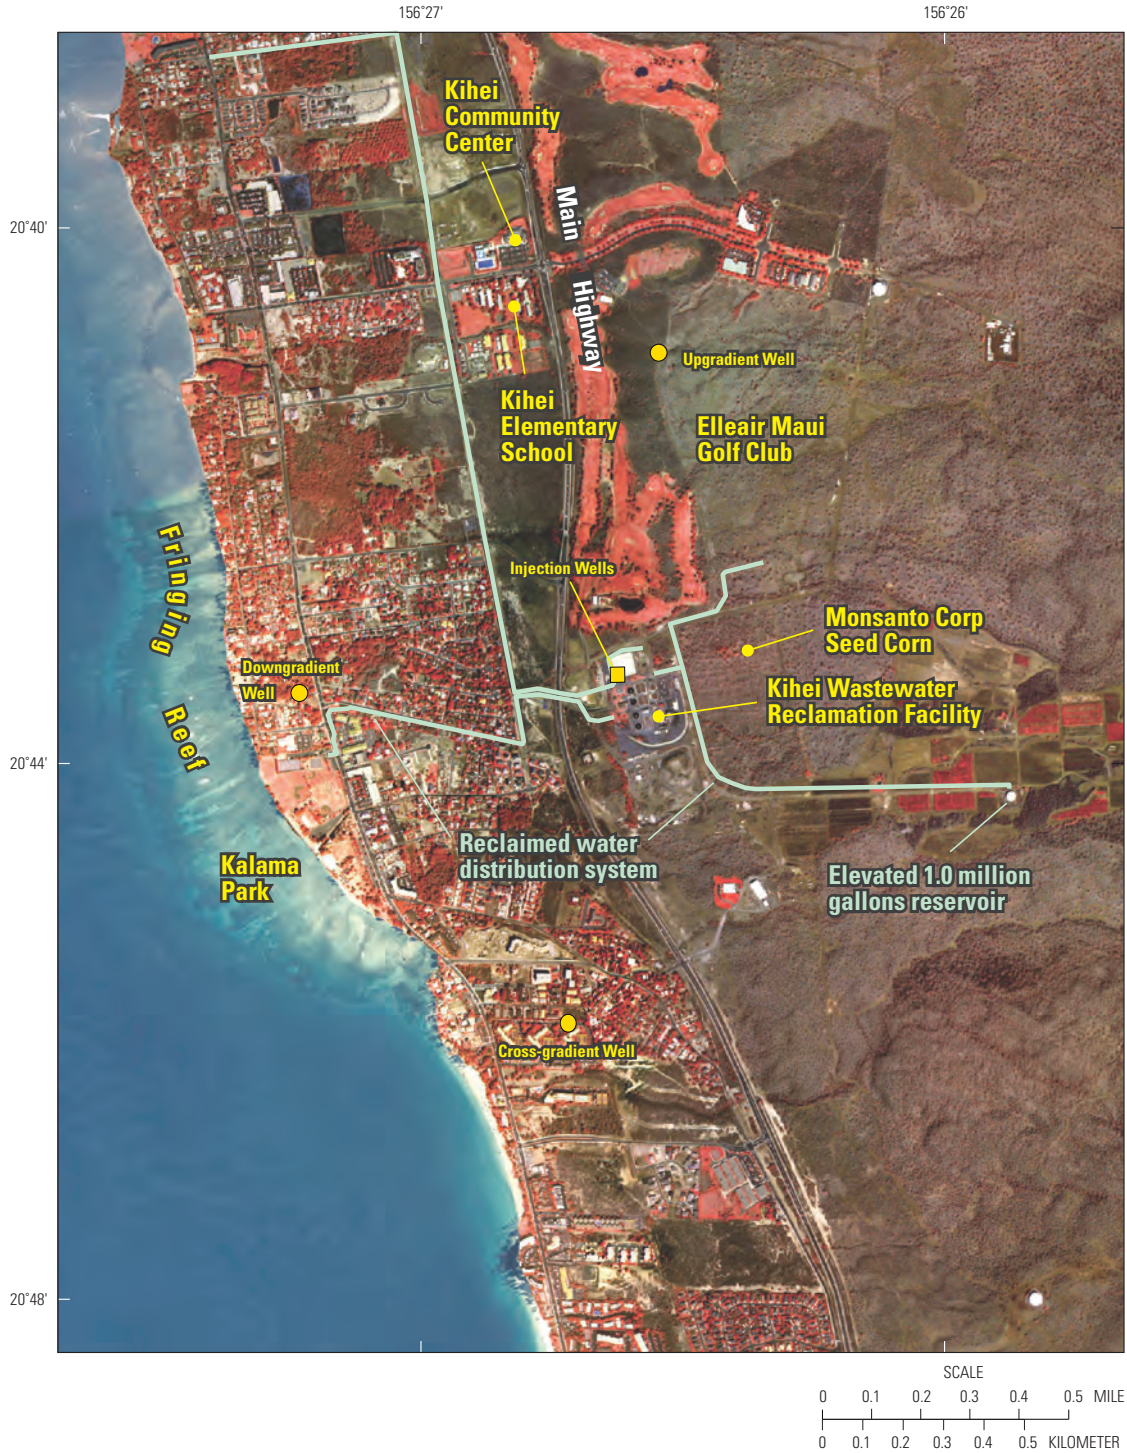 156°27'
156°26'
Kihei
Community
Center
Main
Highway
20°40'
Upgradient Well
Kihei
Elementary
School
Elleair Maui
Golf Club
Fringing
Reef
Injection Wells
Monsanto Corp
Seed Corn
Downgradient
Well
Kihei Wastewater
Reclamation Facility
20°44'
Reclaimed water
distribution system
Kalama
Park
Elevated 1.0 million
gallons reservoir
Cross-gradient Well
20°48'
SCALE
0 0.1 0.2 0.3 0.4 0.5 MILE
0 0.1 0.2 0.3 0.4 0.5 KILOMETER